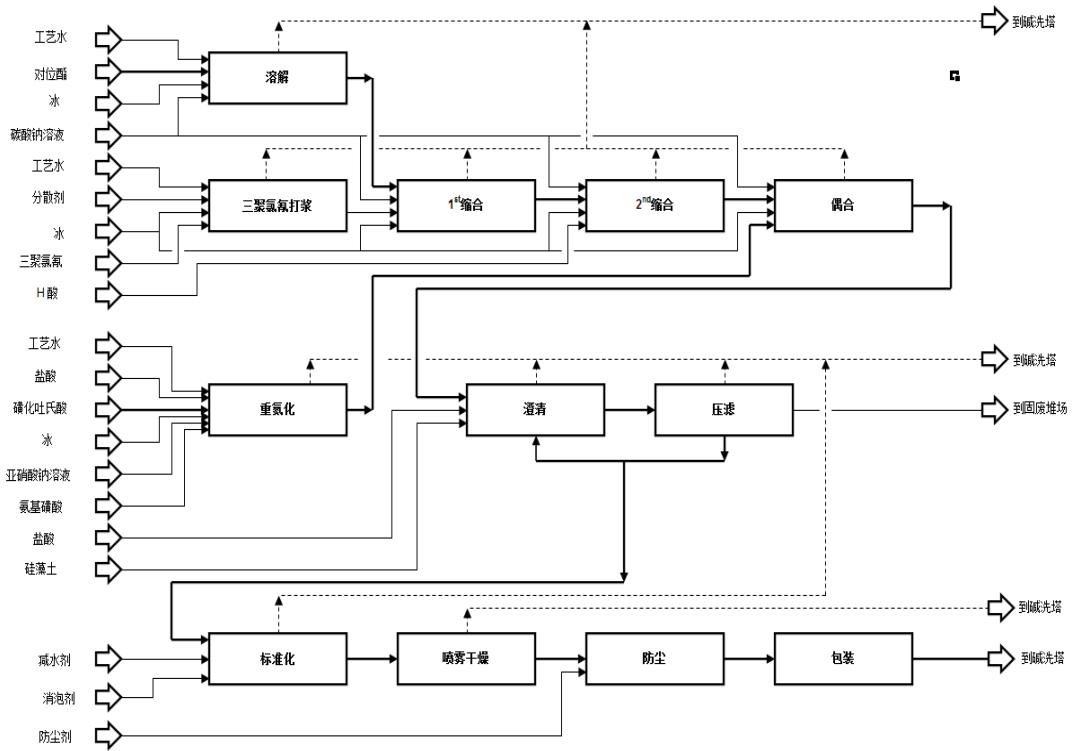 工艺水
到碱洗塔
对位酯
溶解
冰
碳酸钠溶液
工艺水
分散剂
三聚氯氰打浆
1st缩合
2nd缩合
偶合
冰
三聚氯氰
H酸
工艺水
到碱洗塔
盐酸
磺化吐氏酸
重氮化
澄清
压滤
到固废堆场
冰
亚硝酸钠溶液
氨基磺酸
盐酸
硅藻土
到碱洗塔
减水剂
标准化
喷雾干燥
防尘
包装
到碱洗塔
消泡剂
防尘剂